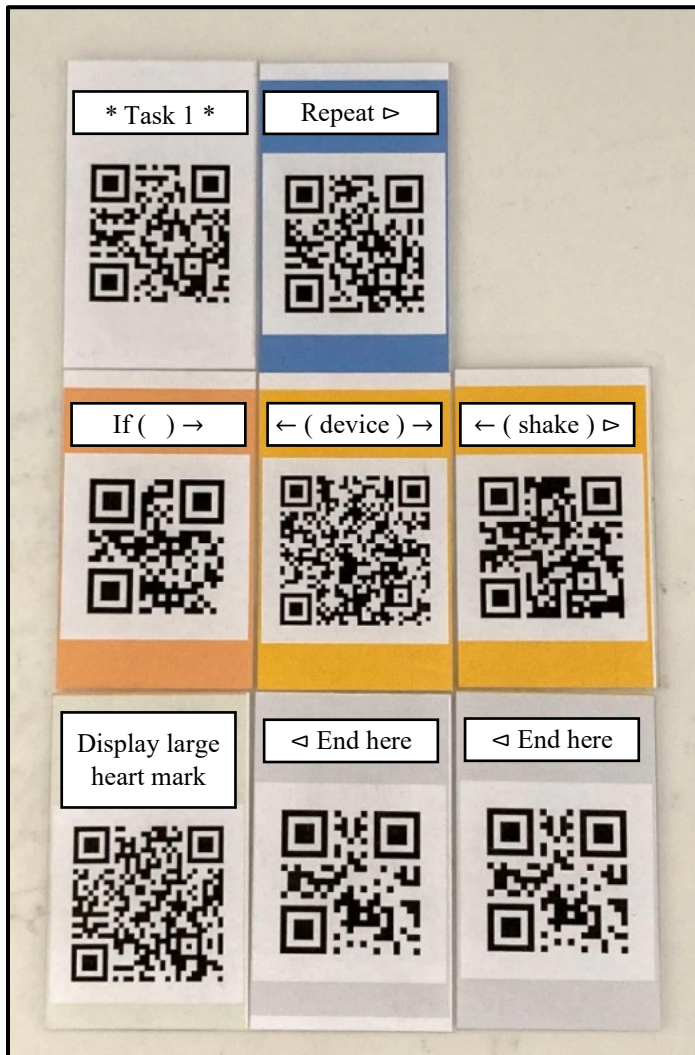 * Task 1 *
Repeat ⊳
If ( ) →
← ( device ) →
← ( shake ) ⊳
Display large
heart mark
⊲ End here
⊲ End here